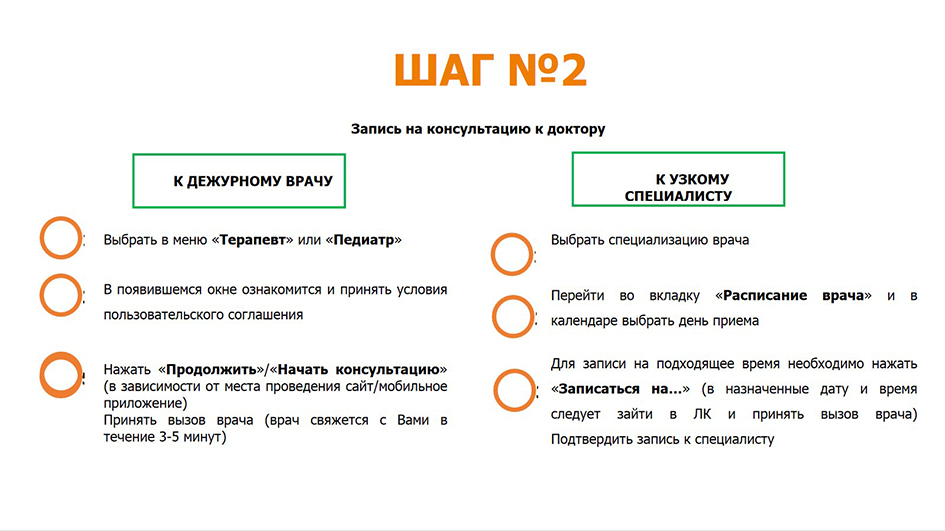 ШАГ №2
Запись на консультацию к доктору
К ДЕЖУРНОМУ ВРАЧУ
Выбрать в меню «Терапевт» или «Педиатр»
В появившемся окне ознакомится и принять условия
пользовательского соглашения
Нажать «Продолжить»/«Начать консультацию»
(в зависимости от места проведения сайт/мобильное
приложение)
Принять вызов врача (врач свяжется с Вами в
течение 3-5 минут)
К УЗКОМУ
СПЕЦИАЛИСТУ
Выбрать специализацию врача
Перейти во вкладку «Расписание врача» и в
календаре выбрать день приема
Для записи на подходящее время необходимо нажать
«Записаться на...» (в назначенные дату и время
следует зайти в ЛК и принять вызов врача)
Подтвердить запись к специалисту